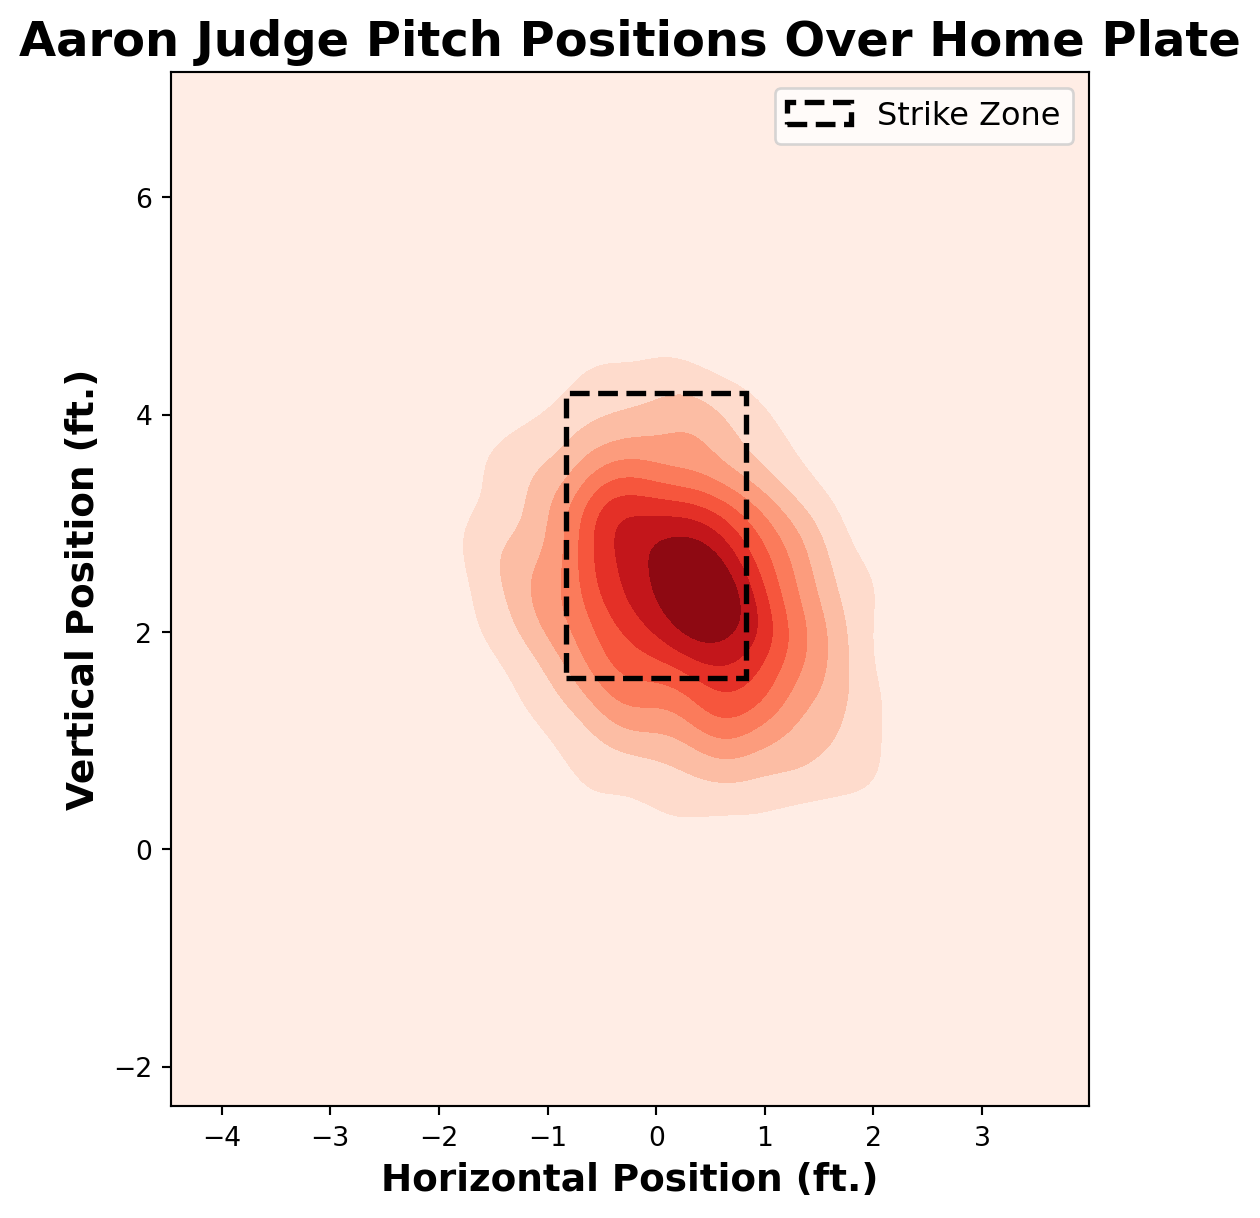 Aaron Judge Pitch Positions Over Home Plate
Strike Zone
6
4
2
0
−2
Vertical Position (ft.)
−4 −3 −2 −1 0 1 2 3
Horizontal Position (ft.)